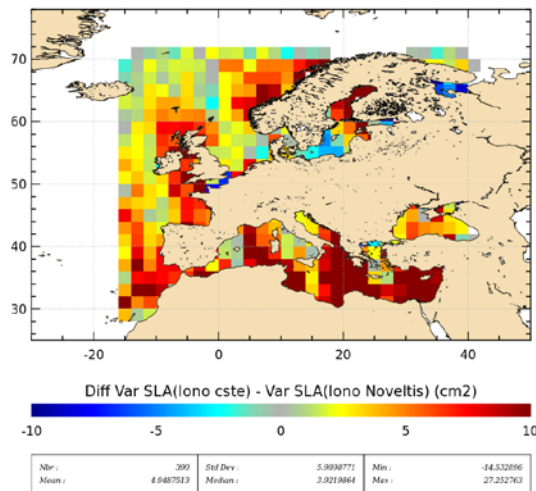 70
60
50
40
30
-20 0 20 40
Diff Var SLA(Iono cste) - Var SLA(Iono Noveltis) (cm2)
-10 -5 0 5 10
Nbr : 390 Std Dev : 5.9898771 Min : -14.532896
Mean : 4.9487513 Median : 3.9219864 Max : 27.252763